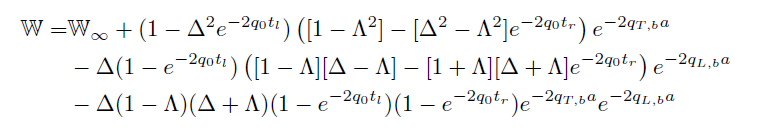 𝕎 =𝕎∞ + (1 − Δ²e^{−2q₀t_l}) ([1 − Λ²] − [Δ² − Λ²]e^{−2q₀t_r}) e^{−2q_{T,b}a}
− Δ(1 − e^{−2q₀t_l}) ([1 − Λ][Δ − Λ] − [1 + Λ][Δ + Λ]e^{−2q₀t_r}) e^{−2q_{L,b}a}
− Δ(1 − Λ)(Δ + Λ)(1 − e^{−2q₀t_l})(1 − e^{−2q₀t_r})e^{−2q_{T,b}a}e^{−2q_{L,b}a}